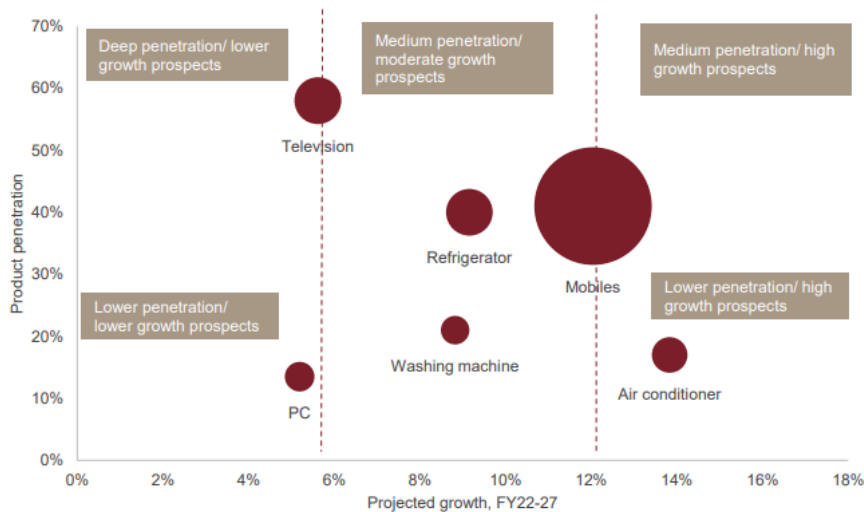 70%
60%
50%
40%
30%
20%
10%
0%
Product penetration
Deep penetration/ lower
growth prospects
Medium penetration/
moderate growth
prospects
Medium penetration/ high
growth prospects
Television
Refrigerator
Mobiles
Lower penetration/
lower growth prospects
Lower penetration/ high
growth prospects
Washing machine
PC
Air conditioner
0%
2%
4%
6%
8%
10%
12%
14%
16%
18%
Projected growth, FY22-27